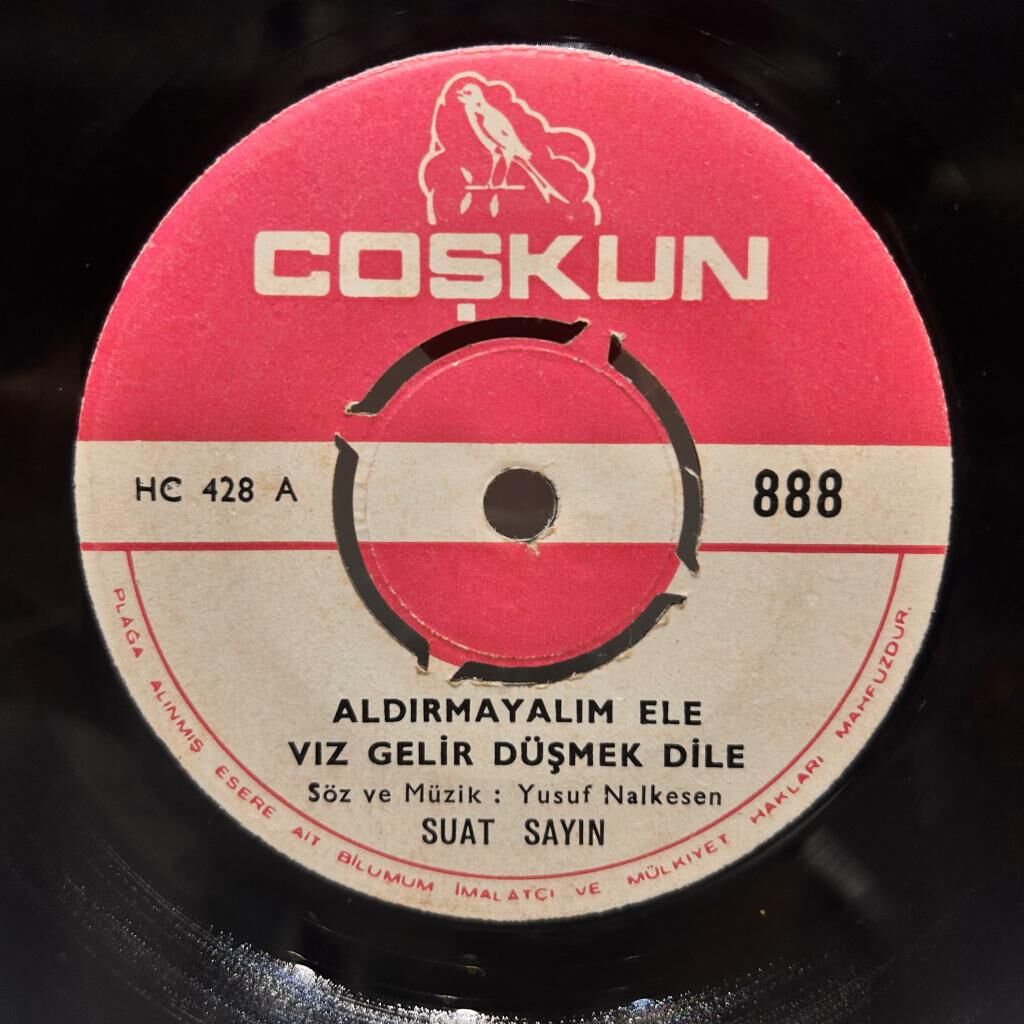 COŞKUN
HC 428 A
888
ALDIRMAYALIM ELE
VIZ GELİR DÜŞMEK DİLE
Söz ve Müzik : Yusuf Nalkesen
SUAT SAYIN
PLAĞA ALINMIŞ ESERE AİT BİLUMUM İMALATÇI VE MÜLKİYET HAKLARI MAHFUZDUR.